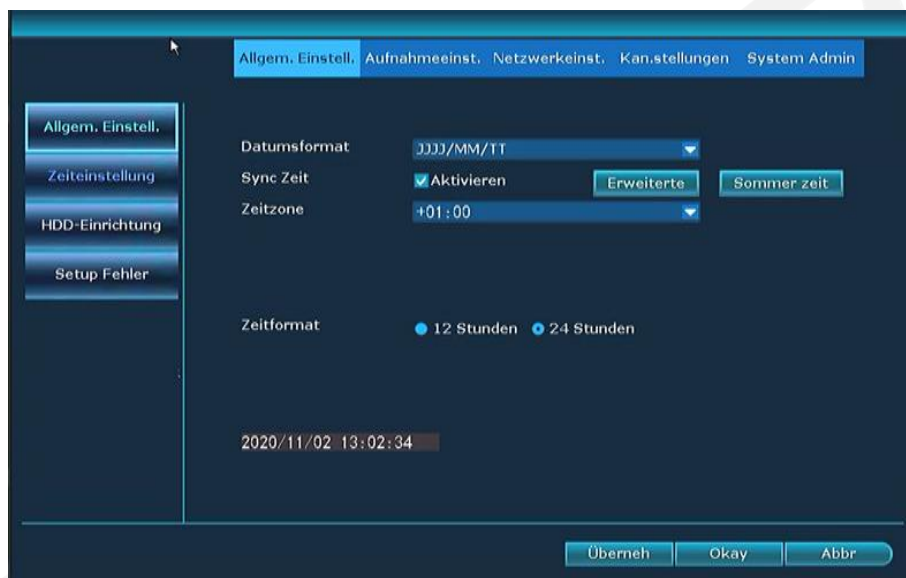 Allgem. Einstell. Aufnahmeeinst. Netzwerkeinst. Kan.stellungen System Admin
Allgem. Einstell.
Zeiteinstellung
HDD-Einrichtung
Setup Fehler
Datumsformat JJJJ/MM/TT
Sync Zeit Aktivieren Erweiterte Sommer zeit
Zeitzone +01:00
Zeitformat 12 Stunden 24 Stunden
2020/11/02 13:02:34
Überneh Okay Abbr